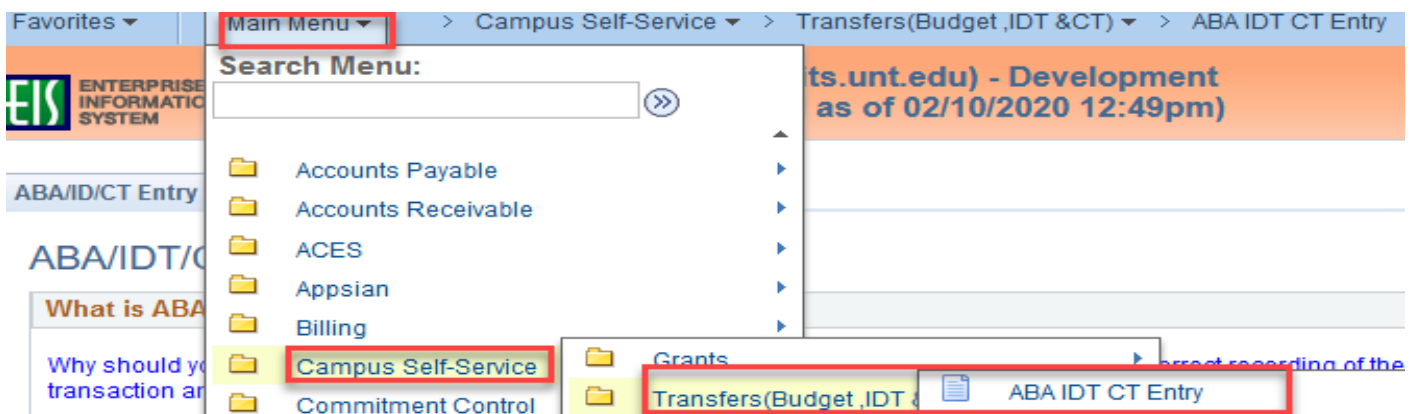 Favorites Main Menu > Campus Self-Service > Transfers(Budget ,IDT &CT) > ABA IDT CT Entry
Search Menu:
EIS ENTERPRISE
INFORMATIO
SYSTEM
its.unt.edu) - Development
as of 02/10/2020 12:49pm)
Accounts Payable
ABA/ID/CT Entry
Accounts Receivable
ABA/IDT/C
ACES
Appsian
What is ABA
Billing
Why should yo
Campus Self-Service
Grants
orrect recording of the
transaction an
Commitment Control
Transfers(Budget ,IDT &
ABA IDT CT Entry